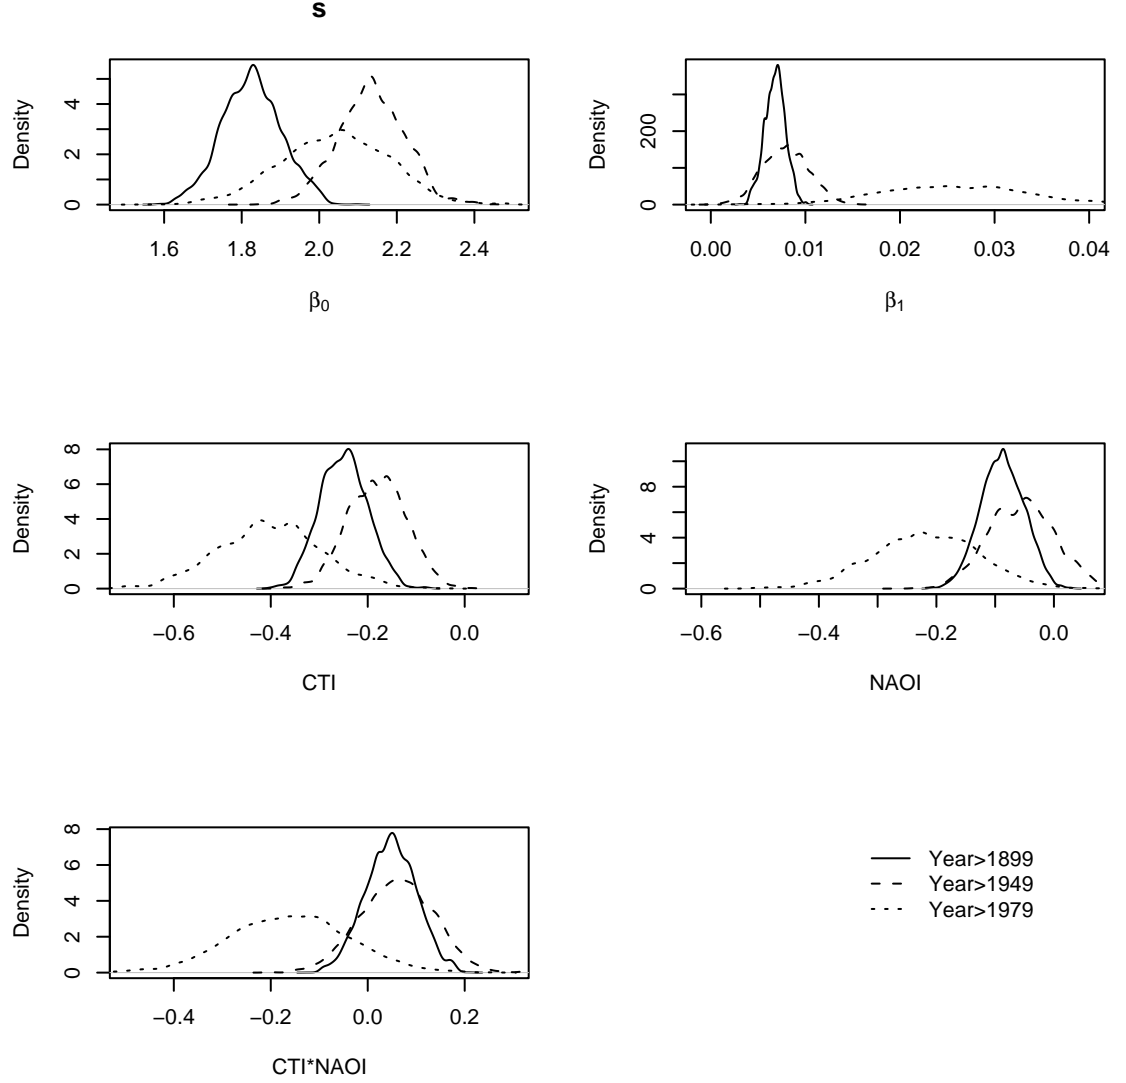 s
Density
0 2 4
1.6 1.8 2.0 2.2 2.4
β0
Density
0 200
0.00 0.01 0.02 0.03 0.04
β1
Density
0 2 4 6 8
−0.6 −0.4 −0.2 0.0
CTI
Density
0 4 8
−0.6 −0.4 −0.2 0.0
NAOI
Density
0 2 4 6 8
−0.4 −0.2 0.0 0.2
CTI*NAOI
Year>1899
Year>1949
Year>1979